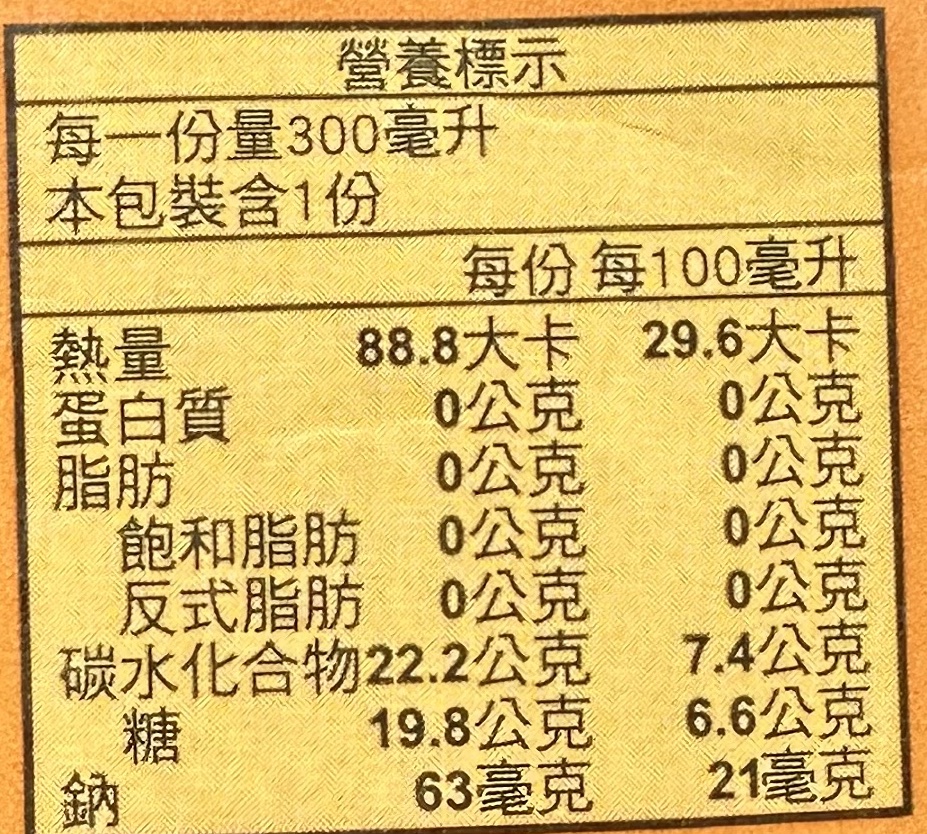 營養標示
每一份量300毫升
本包裝含1份
每份 每100毫升
熱量 88.8大卡 29.6大卡
蛋白質 0公克 0公克
脂肪 0公克 0公克
飽和脂肪 0公克 0公克
反式脂肪 0公克 0公克
碳水化合物22.2公克 7.4公克
糖 19.8公克 6.6公克
鈉 63毫克 21毫克